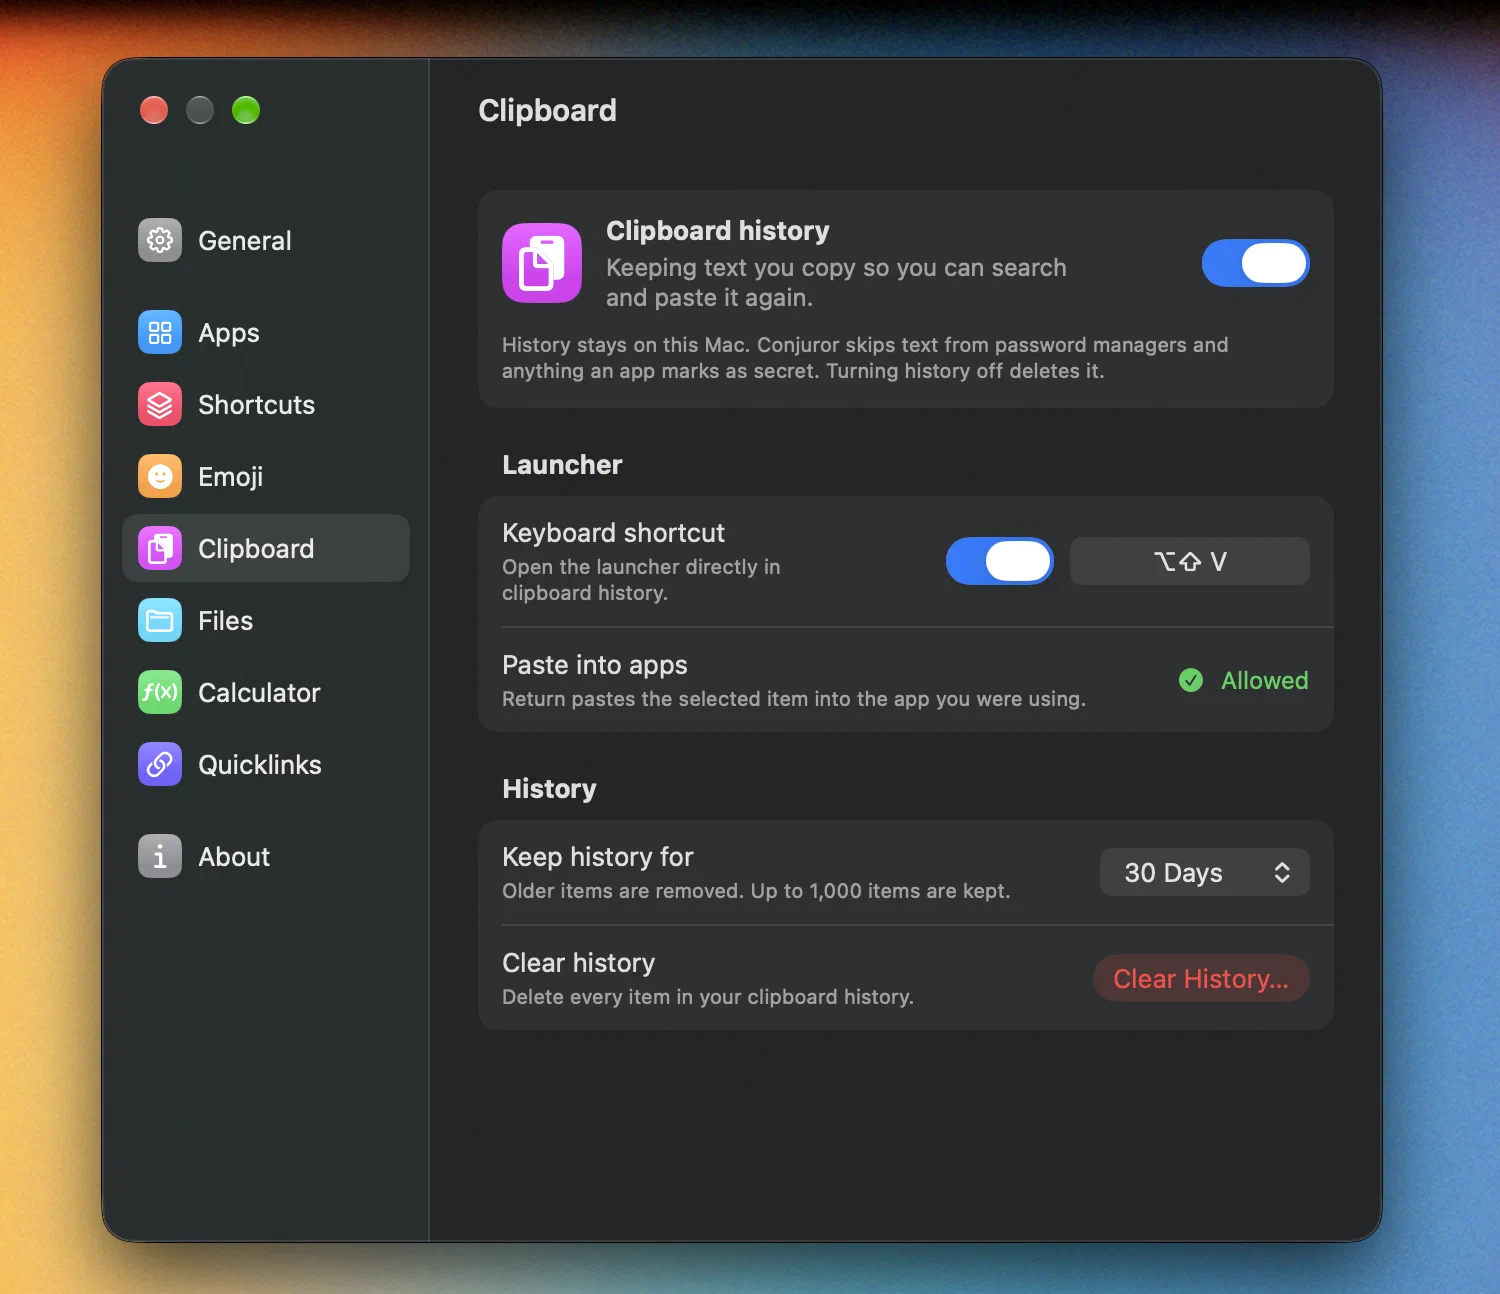 Clipboard
General
Apps
Shortcuts
Emoji
Clipboard
Files
f(x) Calculator
Quicklinks
i About
Clipboard history
Keeping text you copy so you can search
and paste it again.
History stays on this Mac. Conjuror skips text from password managers and
anything an app marks as secret. Turning history off deletes it.
Launcher
Keyboard shortcut
Open the launcher directly in
clipboard history.
⌥⇧ V
Paste into apps
Return pastes the selected item into the app you were using.
Allowed
History
Keep history for
Older items are removed. Up to 1,000 items are kept.
30 Days
Clear history
Delete every item in your clipboard history.
Clear History...